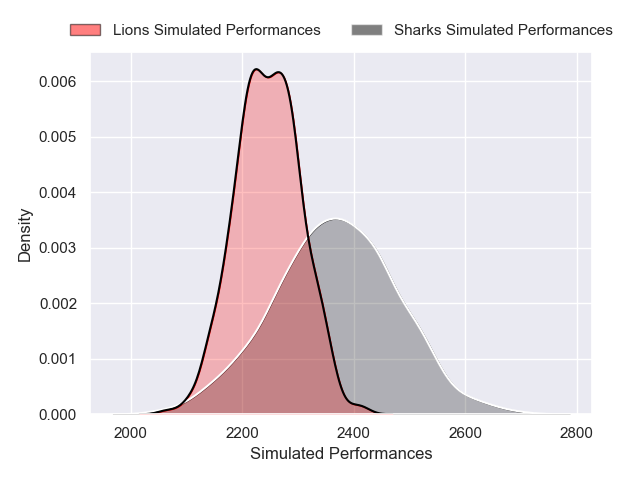 Lions Simulated Performances Sharks Simulated Performances
0.006
0.005
0.004
0.003
0.002
0.001
0.000
Density
2000 2200 2400 2600 2800
Simulated Performances